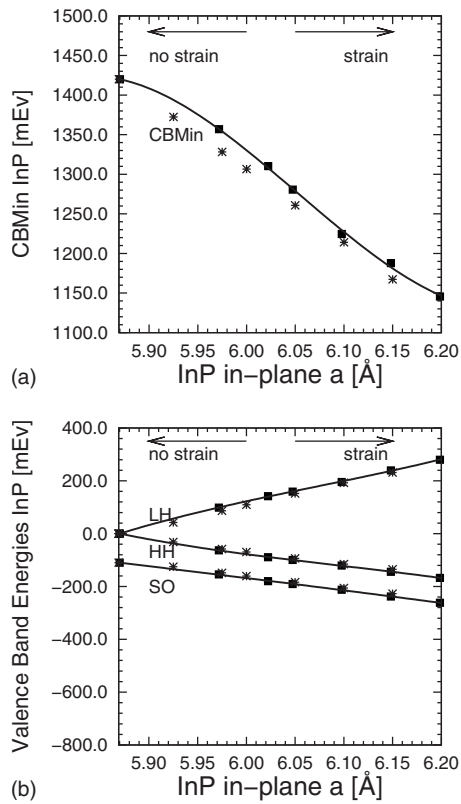 1500.0
1450.0
1400.0
1350.0
1300.0
1250.0
1200.0
1150.0
1100.0
CBMin InP [mEv]
no strain
strain
CBMin
5.90 5.95 6.00 6.05 6.10 6.15 6.20
(a) InP in−plane a [Å]
400.0
200.0
0.0
−200.0
−400.0
−600.0
−800.0
Valence Band Energies InP [mEv]
no strain
strain
LH
HH
SO
5.90 5.95 6.00 6.05 6.10 6.15 6.20
(b) InP in−plane a [Å]